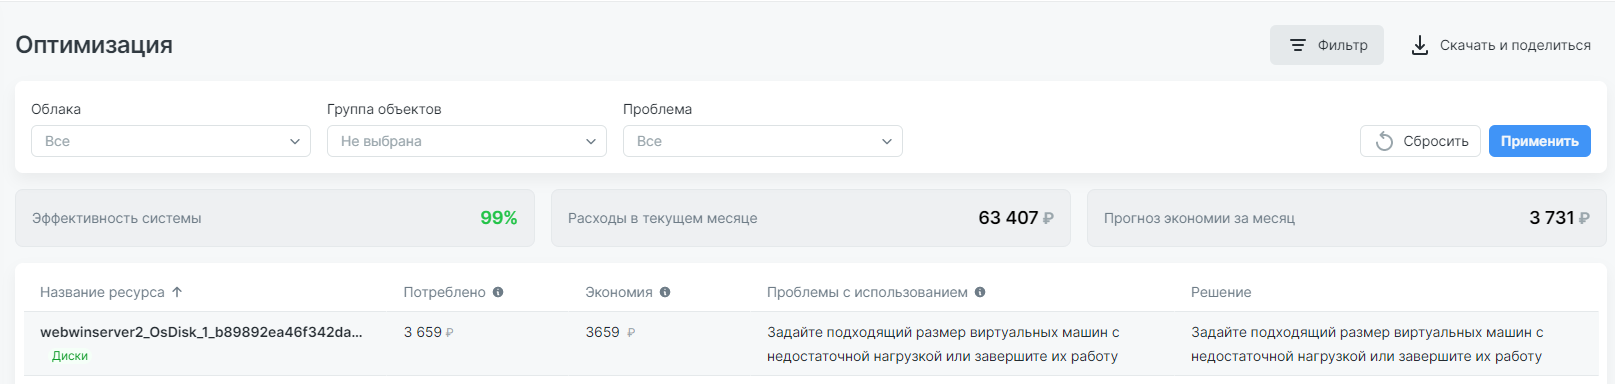 Оптимизация
Фильтр
Скачать и поделиться
Облака
Группа объектов
Проблема
Все
Не выбрана
Все
Сбросить
Применить
Эффективность системы
99%
Расходы в текущем месяце
63 407 ₽
Прогноз экономии за месяц
3 731 ₽
Название ресурса
Потреблено
Экономия
Проблемы с использованием
Решение
webwinserver2_OsDisk_1_b89892ea46f342da...
Диски
3 659 ₽
3659 ₽
Задайте подходящий размер виртуальных машин с
недостаточной нагрузкой или завершите их работу
Задайте подходящий размер виртуальных машин с
недостаточной нагрузкой или завершите их работу